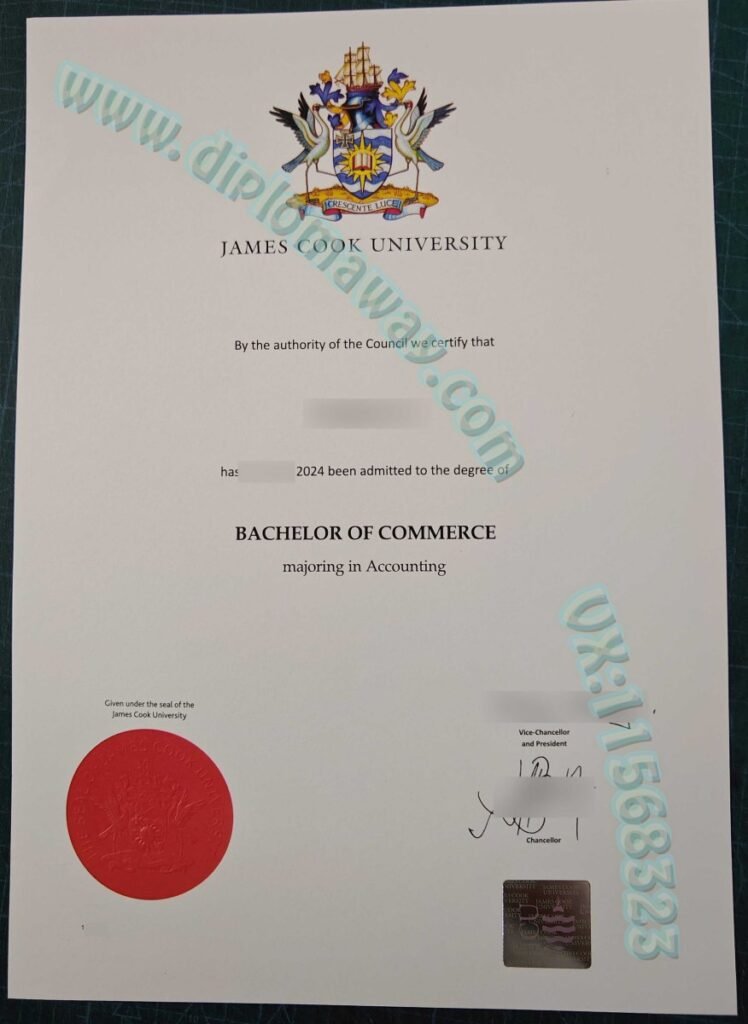 www.diplomaway.com
CRESCENTE LUCE
JAMES COOK UNIVERSITY
By the authority of the Council we certify that
has 2024 been admitted to the degree of
BACHELOR OF COMMERCE
majoring in Accounting
Given under the seal of the
James Cook University
Vice-Chancellor
and President
Chancellor
VX:11568323